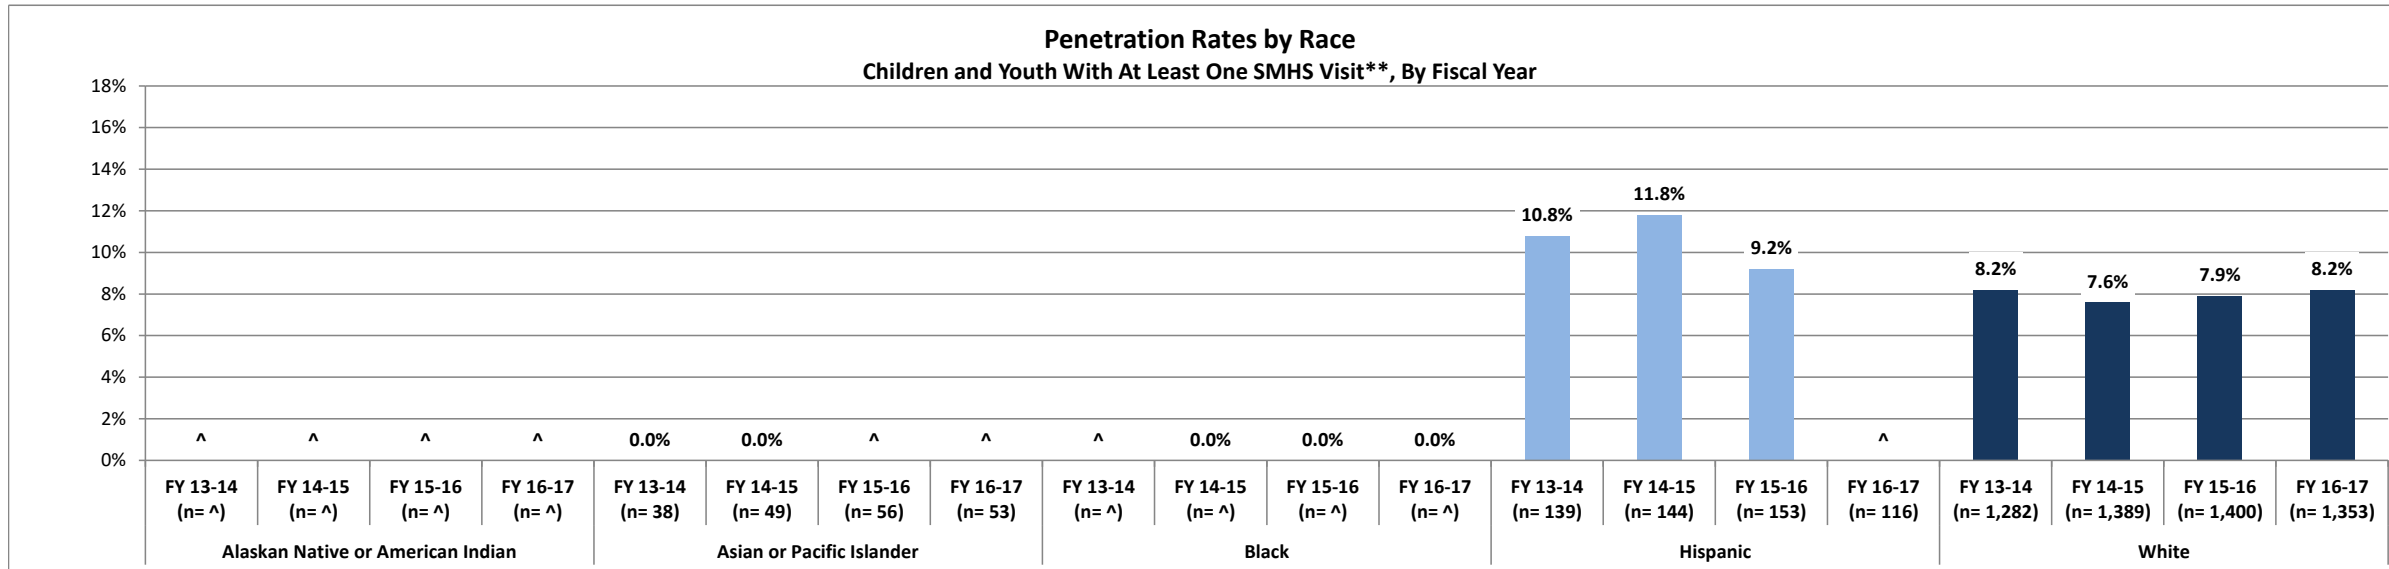 Penetration Rates by Race
Children and Youth With At Least One SMHS Visit**, By Fiscal Year
18%
16%
14%
12%
10%
8%
6%
4%
2%
0%
^ ^ ^ ^ 0.0% 0.0% ^ ^ ^ 0.0% 0.0% 0.0% 10.8% 11.8% 9.2% ^ 8.2% 7.6% 7.9% 8.2%
FY 13-14 FY 14-15 FY 15-16 FY 16-17 FY 13-14 FY 14-15 FY 15-16 FY 16-17 FY 13-14 FY 14-15 FY 15-16 FY 16-17 FY 13-14 FY 14-15 FY 15-16 FY 16-17 FY 13-14 FY 14-15 FY 15-16 FY 16-17
(n= ^) (n= ^) (n= ^) (n= ^) (n= 38) (n= 49) (n= 56) (n= 53) (n= ^) (n= ^) (n= ^) (n= ^) (n= 139) (n= 144) (n= 153) (n= 116) (n= 1,282) (n= 1,389) (n= 1,400) (n= 1,353)
Alaskan Native or American Indian Asian or Pacific Islander Black Hispanic White